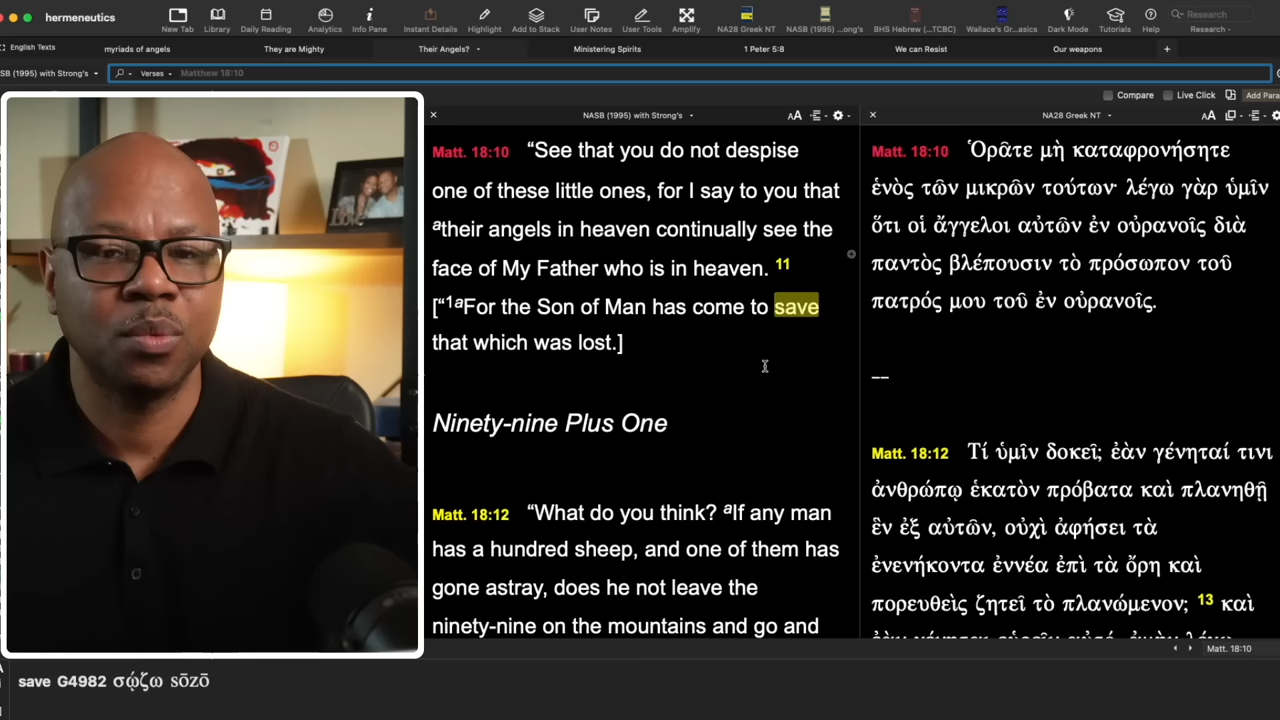 hermeneutics
New Tab
Library
Daily Reading
Analytics
Info Pane
Instant Details
Highlight
Add to Stack
User Notes
User Tools
Amplify
NA28 Greek NT
NASB (1995) ...ong's
BHS Hebrew (...TCBC)
Wallace's Gr...asics
Dark Mode
Tutorials
Help
Research
Research
English Texts
myriads of angels
They are Mighty
Their Angels?
Ministering Spirits
1 Peter 5:8
We can Resist
Our weapons
SB (1995) with Strong's
Verses
Matthew 18:10
Compare
Live Click
Add Para
NASB (1995) with Strong's
Matt. 18:10 “See that you do not despise
one of these little ones, for I say to you that
ᵃtheir angels in heaven continually see the
face of My Father who is in heaven. 11
[“¹ᵃFor the Son of Man has come to save
that which was lost.]
Ninety-nine Plus One
Matt. 18:12 “What do you think? ᵃIf any man
has a hundred sheep, and one of them has
gone astray, does he not leave the
ninety-nine on the mountains and go and
NA28 Greek NT
Matt. 18:10 Ὁρᾶτε μὴ καταφρονήσητε
ἑνὸς τῶν μικρῶν τούτων· λέγω γὰρ ὑμῖν
ὅτι οἱ ἄγγελοι αὐτῶν ἐν οὐρανοῖς διὰ
παντὸς βλέπουσιν τὸ πρόσωπον τοῦ
πατρός μου τοῦ ἐν οὐρανοῖς.
—
Matt. 18:12 Τί ὑμῖν δοκεῖ; ἐὰν γένηταί τινι
ἀνθρώπῳ ἑκατὸν πρόβατα καὶ πλανηθῇ
ἓν ἐξ αὐτῶν, οὐχὶ ἀφήσει τὰ
ἐνενήκοντα ἐννέα ἐπὶ τὰ ὄρη καὶ
πορευθεὶς ζητεῖ τὸ πλανώμενον; 13 καὶ
Matt. 18:10
save G4982 σῴζω sōzō